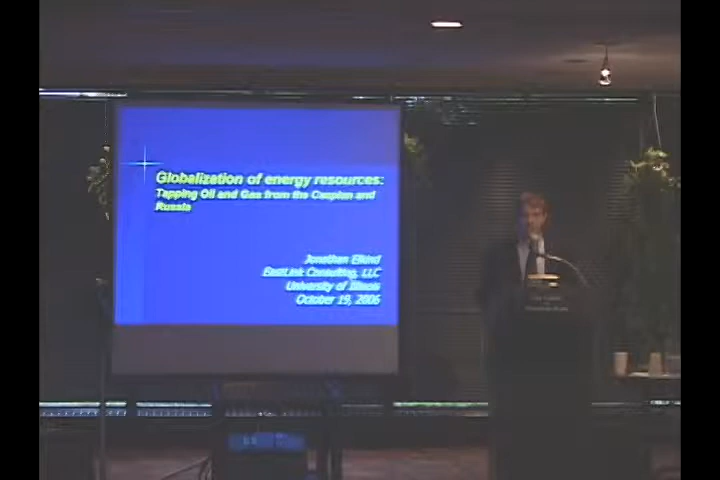 Globalization of energy resources:
Tapping Oil and Gas from the Caspian and
Russia
Jonathan Elkind
EastLink Consulting, LLC
University of Illinois
October 19, 2006